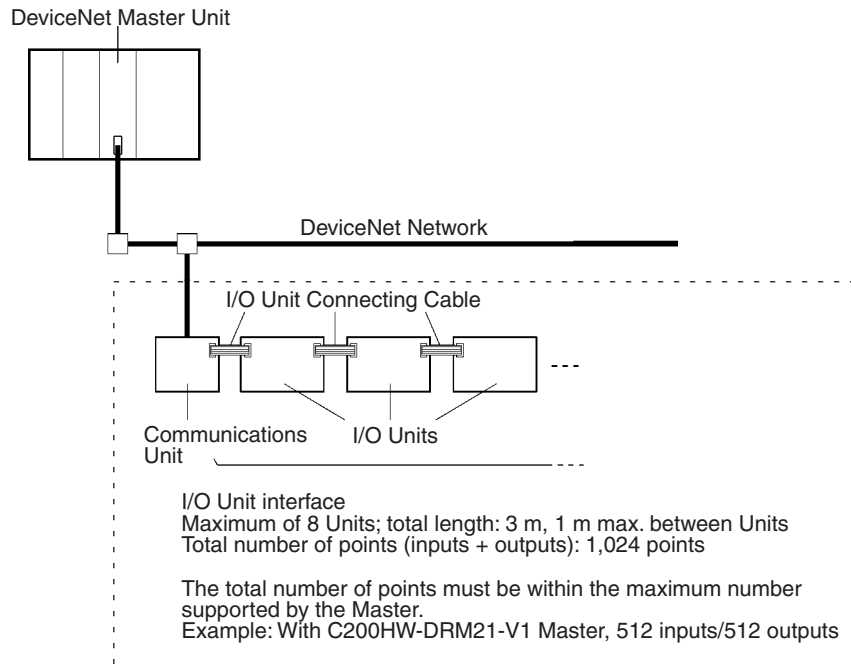 DeviceNet Master Unit
DeviceNet Network
I/O Unit Connecting Cable
Communications
Unit
I/O Units
I/O Unit interface
Maximum of 8 Units; total length: 3 m, 1 m max. between Units
Total number of points (inputs + outputs): 1,024 points
The total number of points must be within the maximum number
supported by the Master.
Example: With C200HW-DRM21-V1 Master, 512 inputs/512 outputs